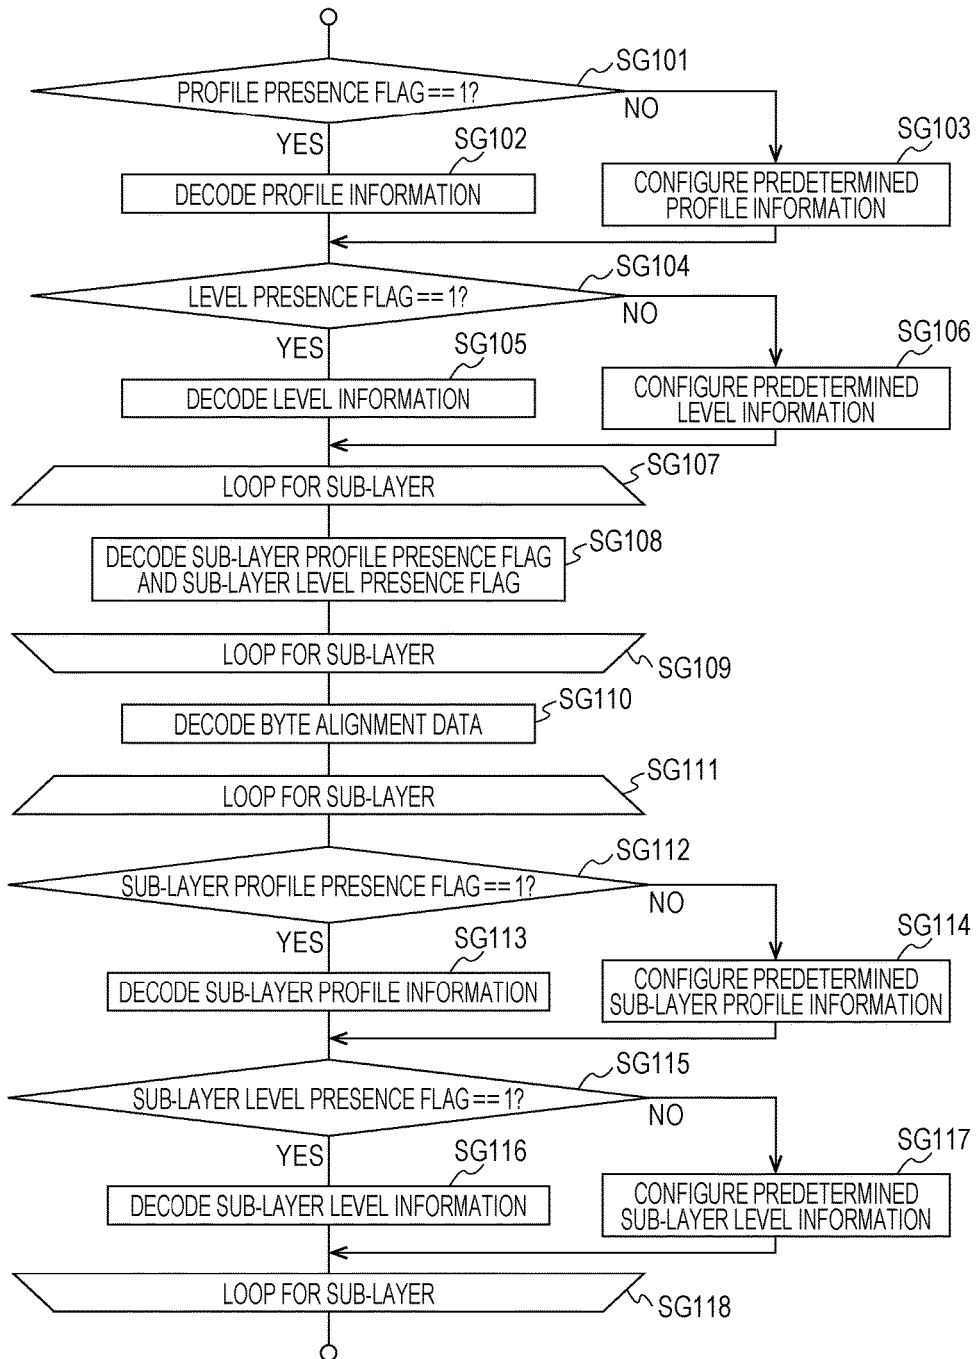 SG101
PROFILE PRESENCE FLAG == 1?
NO
YES
SG102
SG103
DECODE PROFILE INFORMATION
CONFIGURE PREDETERMINED
PROFILE INFORMATION
SG104
LEVEL PRESENCE FLAG == 1?
NO
YES
SG105
SG106
DECODE LEVEL INFORMATION
CONFIGURE PREDETERMINED
LEVEL INFORMATION
SG107
LOOP FOR SUB-LAYER
SG108
DECODE SUB-LAYER PROFILE PRESENCE FLAG
AND SUB-LAYER LEVEL PRESENCE FLAG
LOOP FOR SUB-LAYER
SG109
SG110
DECODE BYTE ALIGNMENT DATA
SG111
LOOP FOR SUB-LAYER
SG112
SUB-LAYER PROFILE PRESENCE FLAG == 1?
NO
YES
SG113
SG114
DECODE SUB-LAYER PROFILE INFORMATION
CONFIGURE PREDETERMINED
SUB-LAYER PROFILE INFORMATION
SG115
SUB-LAYER LEVEL PRESENCE FLAG == 1?
NO
YES
SG116
SG117
DECODE SUB-LAYER LEVEL INFORMATION
CONFIGURE PREDETERMINED
SUB-LAYER LEVEL INFORMATION
LOOP FOR SUB-LAYER
SG118